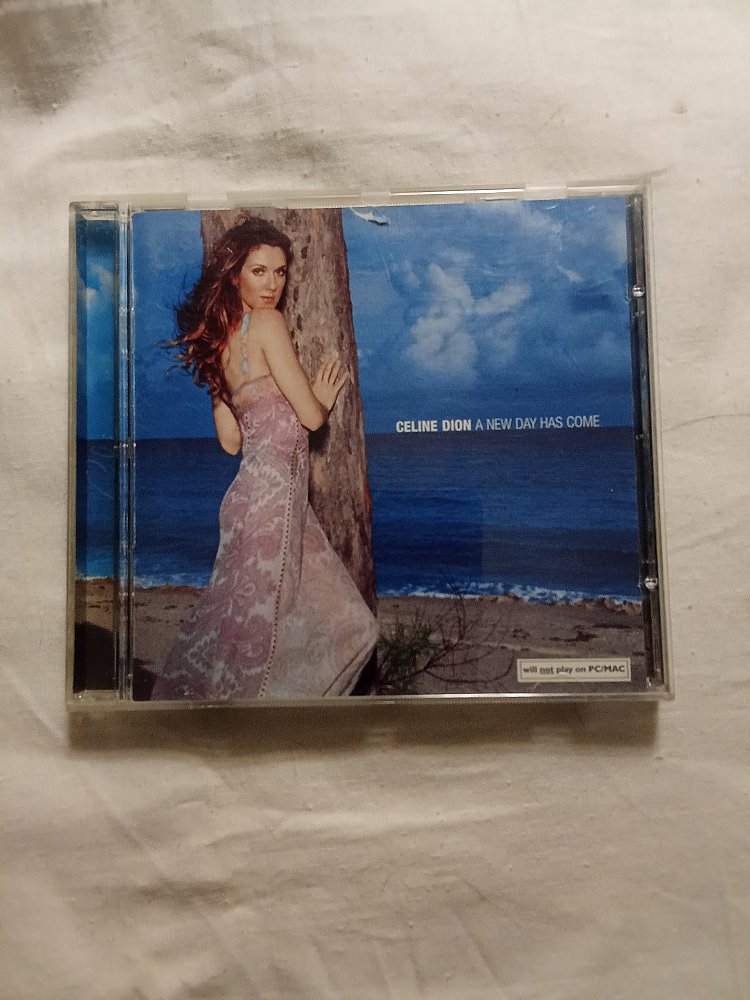 CELINE DION A NEW DAY HAS COME
will not play on PC/MAC